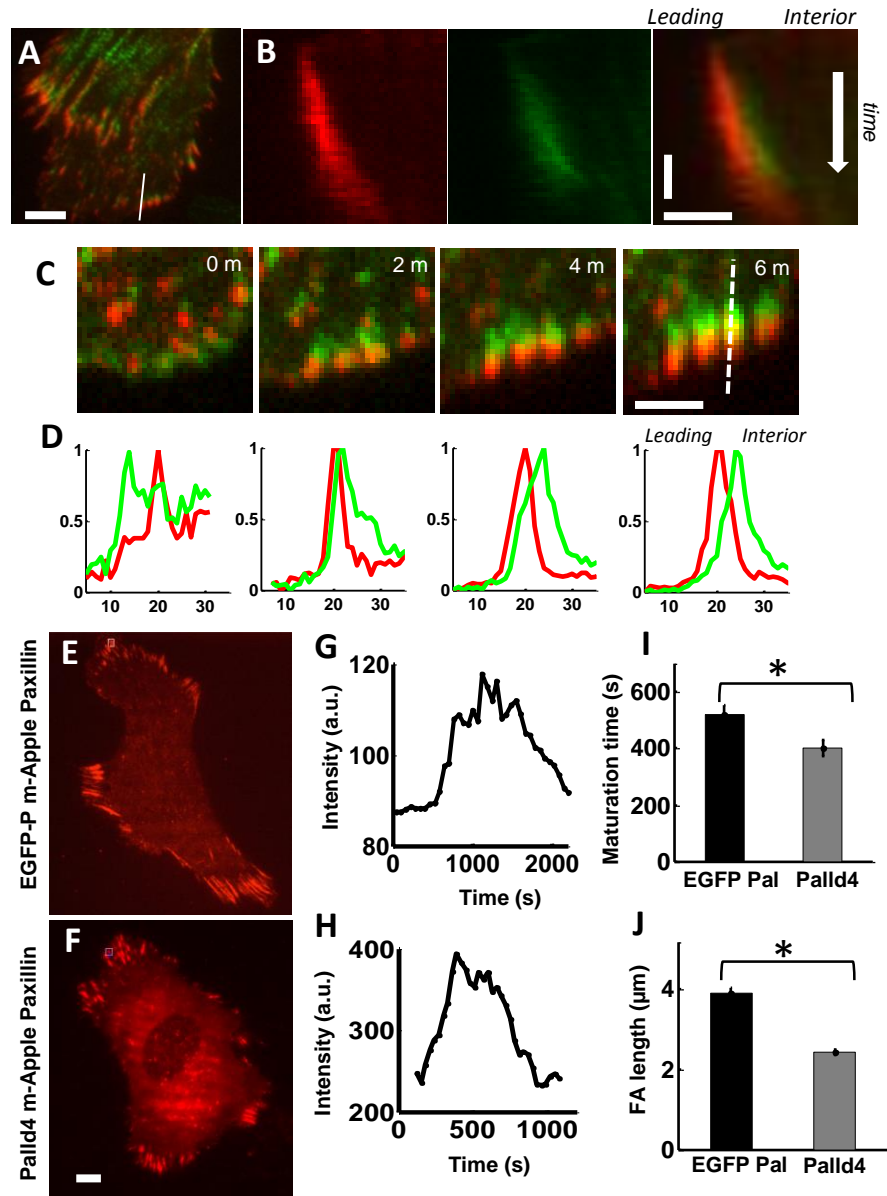 Leading Interior
A
B
time
C
0 m
2 m
4 m
6 m
D
Leading Interior
1
0.5
0
10 20 30
1
0.5
0
10 20 30
1
0.5
0
10 20 30
1
0.5
0
10 20 30
E
EGFP-P m-Apple Paxillin
G
120
100
80
Intensity (a.u.)
0 1000 2000
Time (s)
I
*
600
400
200
0
Maturation time (s)
EGFP Pal Palld4
F
Palld4 m-Apple Paxillin
H
400
300
200
Intensity (a.u.)
0 500 1000
Time (s)
J
*
4
2
0
FA length (μm)
EGFP Pal Palld4